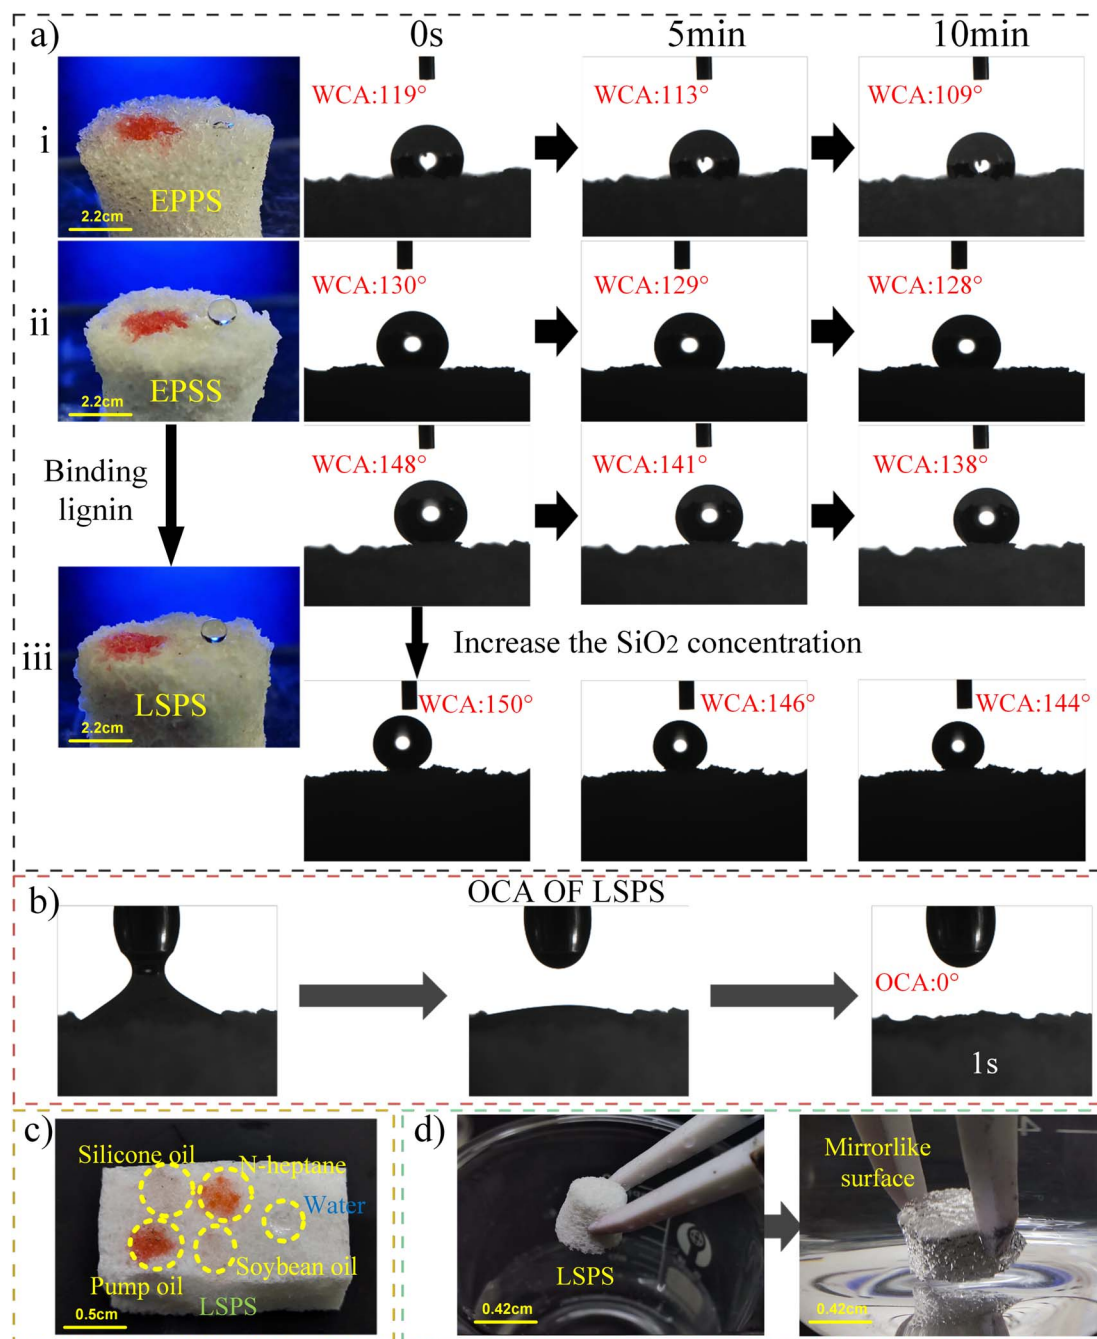 a)
0s
5min
10min
i
EPPS
2.2cm
WCA:119°
WCA:113°
WCA:109°
ii
EPSS
2.2cm
WCA:130°
WCA:129°
WCA:128°
Binding
lignin
WCA:148°
WCA:141°
WCA:138°
Increase the SiO2 concentration
iii
LSPS
2.2cm
WCA:150°
WCA:146°
WCA:144°
b)
OCA OF LSPS
OCA:0°
1s
c)
Silicone oil
N-heptane
Water
Pump oil
Soybean oil
LSPS
0.5cm
d)
LSPS
0.42cm
Mirrorlike
surface
4
0.42cm